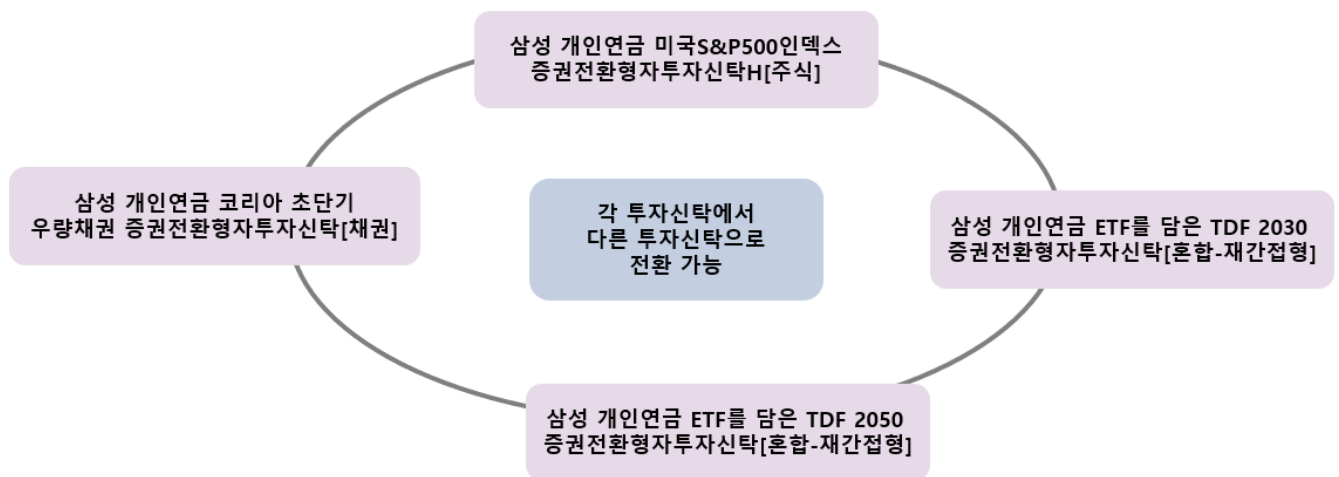 삼성 개인연금 미국S&P500인덱스
증권전환형자투자신탁H[주식]
삼성 개인연금 코리아 초단기
우량채권 증권전환형자투자신탁[채권]
각 투자신탁에서
다른 투자신탁으로
전환 가능
삼성 개인연금 ETF를 담은 TDF 2030
증권전환형자투자신탁[혼합-재간접형]
삼성 개인연금 ETF를 담은 TDF 2050
증권전환형자투자신탁[혼합-재간접형]